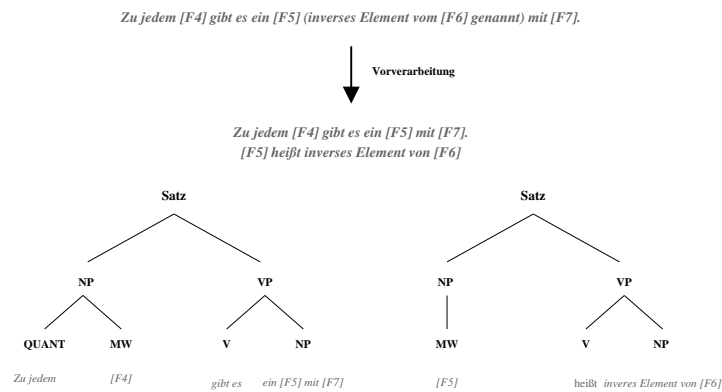 Zu jedem [F4] gibt es ein [F5] (inverses Element vom [F6] genannt) mit [F7].
Vorverarbeitung
Zu jedem [F4] gibt es ein [F5] mit [F7].
[F5] heißt inverses Element von [F6]
Satz Satz
NP VP NP VP
QUANT MW V NP MW V NP
Zu jedem [F4] gibt es ein [F5] mit [F7] [F5] heißt inveres Element von [F6]